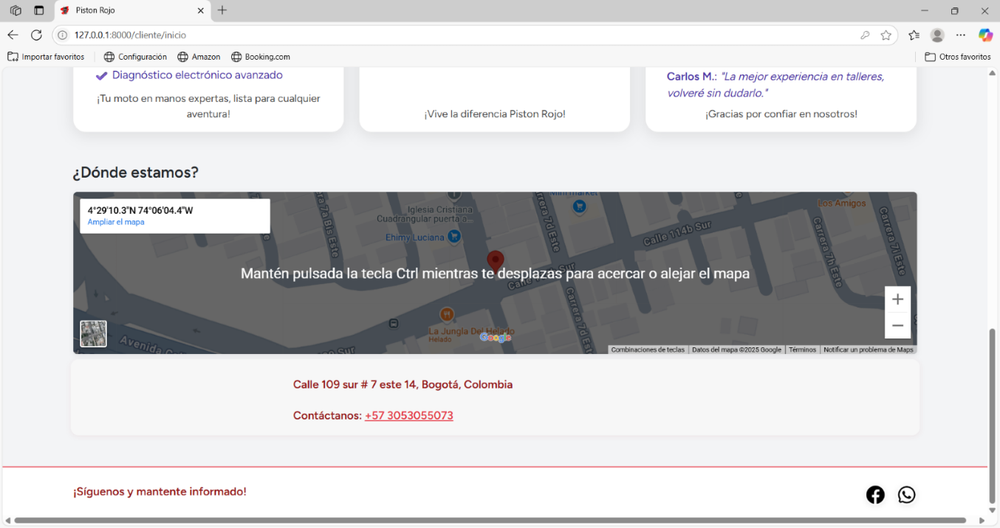 Piston Rojo
127.0.0.1:8000/cliente/inicio
Importar favoritos
Configuración
Amazon
Booking.com
Otros favoritos
Diagnóstico electrónico avanzado
¡Tu moto en manos expertas, lista para cualquier
aventura!
¡Vive la diferencia Piston Rojo!
Carlos M.: "La mejor experiencia en talleres,
volveré sin dudarlo."
¡Gracias por confiar en nosotros!
¿Dónde estamos?
4°29'10.3"N 74°06'04.4"W
Ampliar el mapa
Iglesia Cristiana
Cuadrangular puerta a...
Ehimy Luciana
Mini market
Los Amigos
Calle 114b Sur
Carrera 7d Este
Carrera 7h Este
Carrera 7i Este
Mantén pulsada la tecla Ctrl mientras te desplazas para acercar o alejar el mapa
La Jungla Del Helado
Helado
Google
Avenida
Combinaciones de teclas
Datos del mapa ©2025 Google
Términos
Notificar un problema de Maps
Calle 109 sur # 7 este 14, Bogotá, Colombia
Contáctanos: +57 3053055073
¡Síguenos y mantente informado!